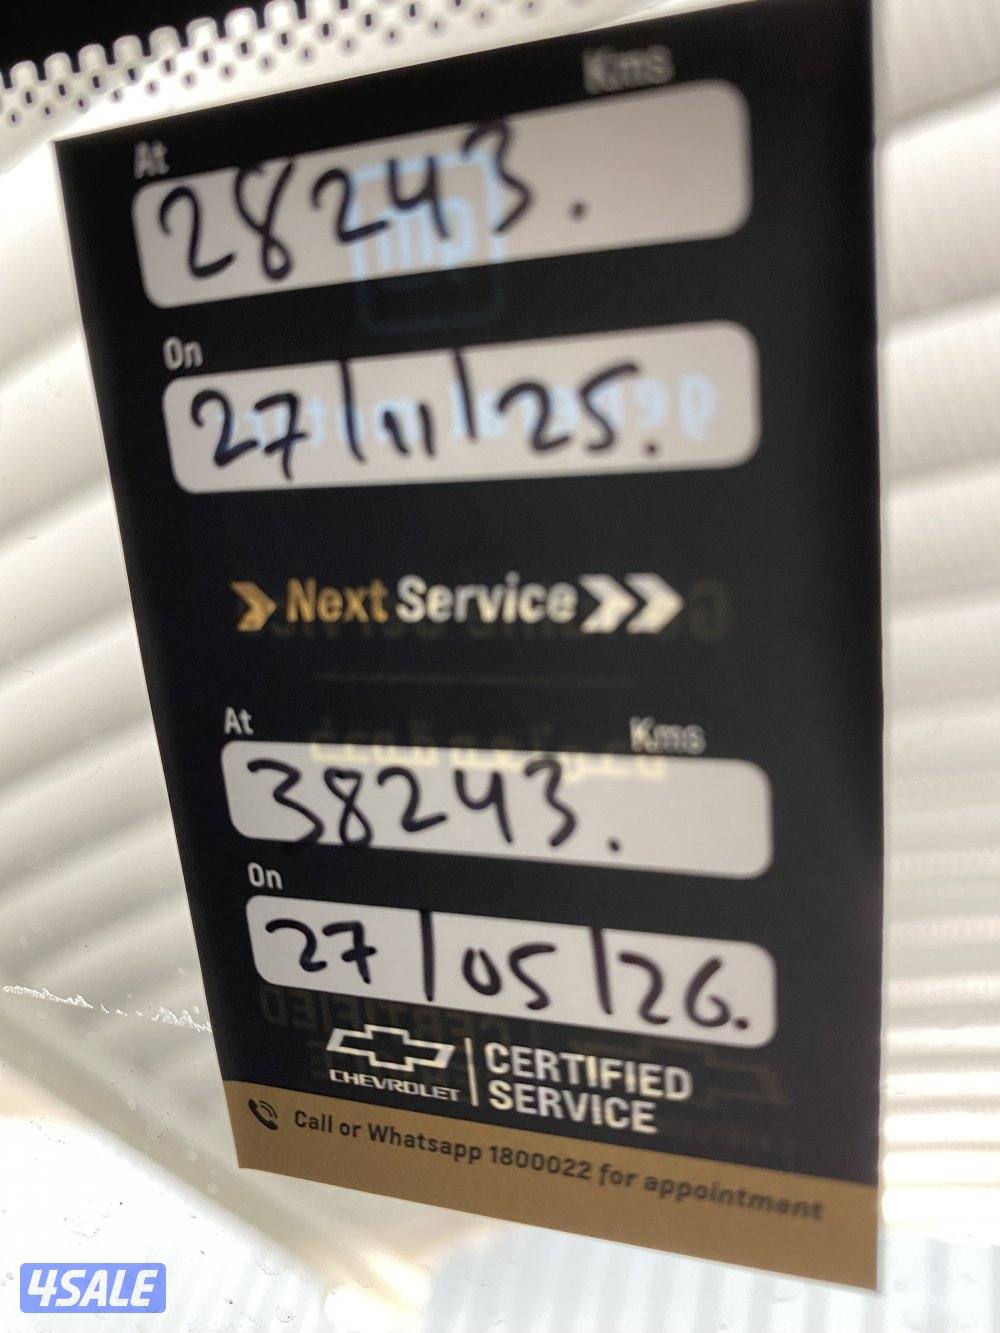 Kms
At
28243.
On
27/11/25.
Next Service
At Kms
38243.
On
27/05/26.
CHEVROLET | CERTIFIED
SERVICE
Call or Whatsapp 1800022 for appointment
4SALE